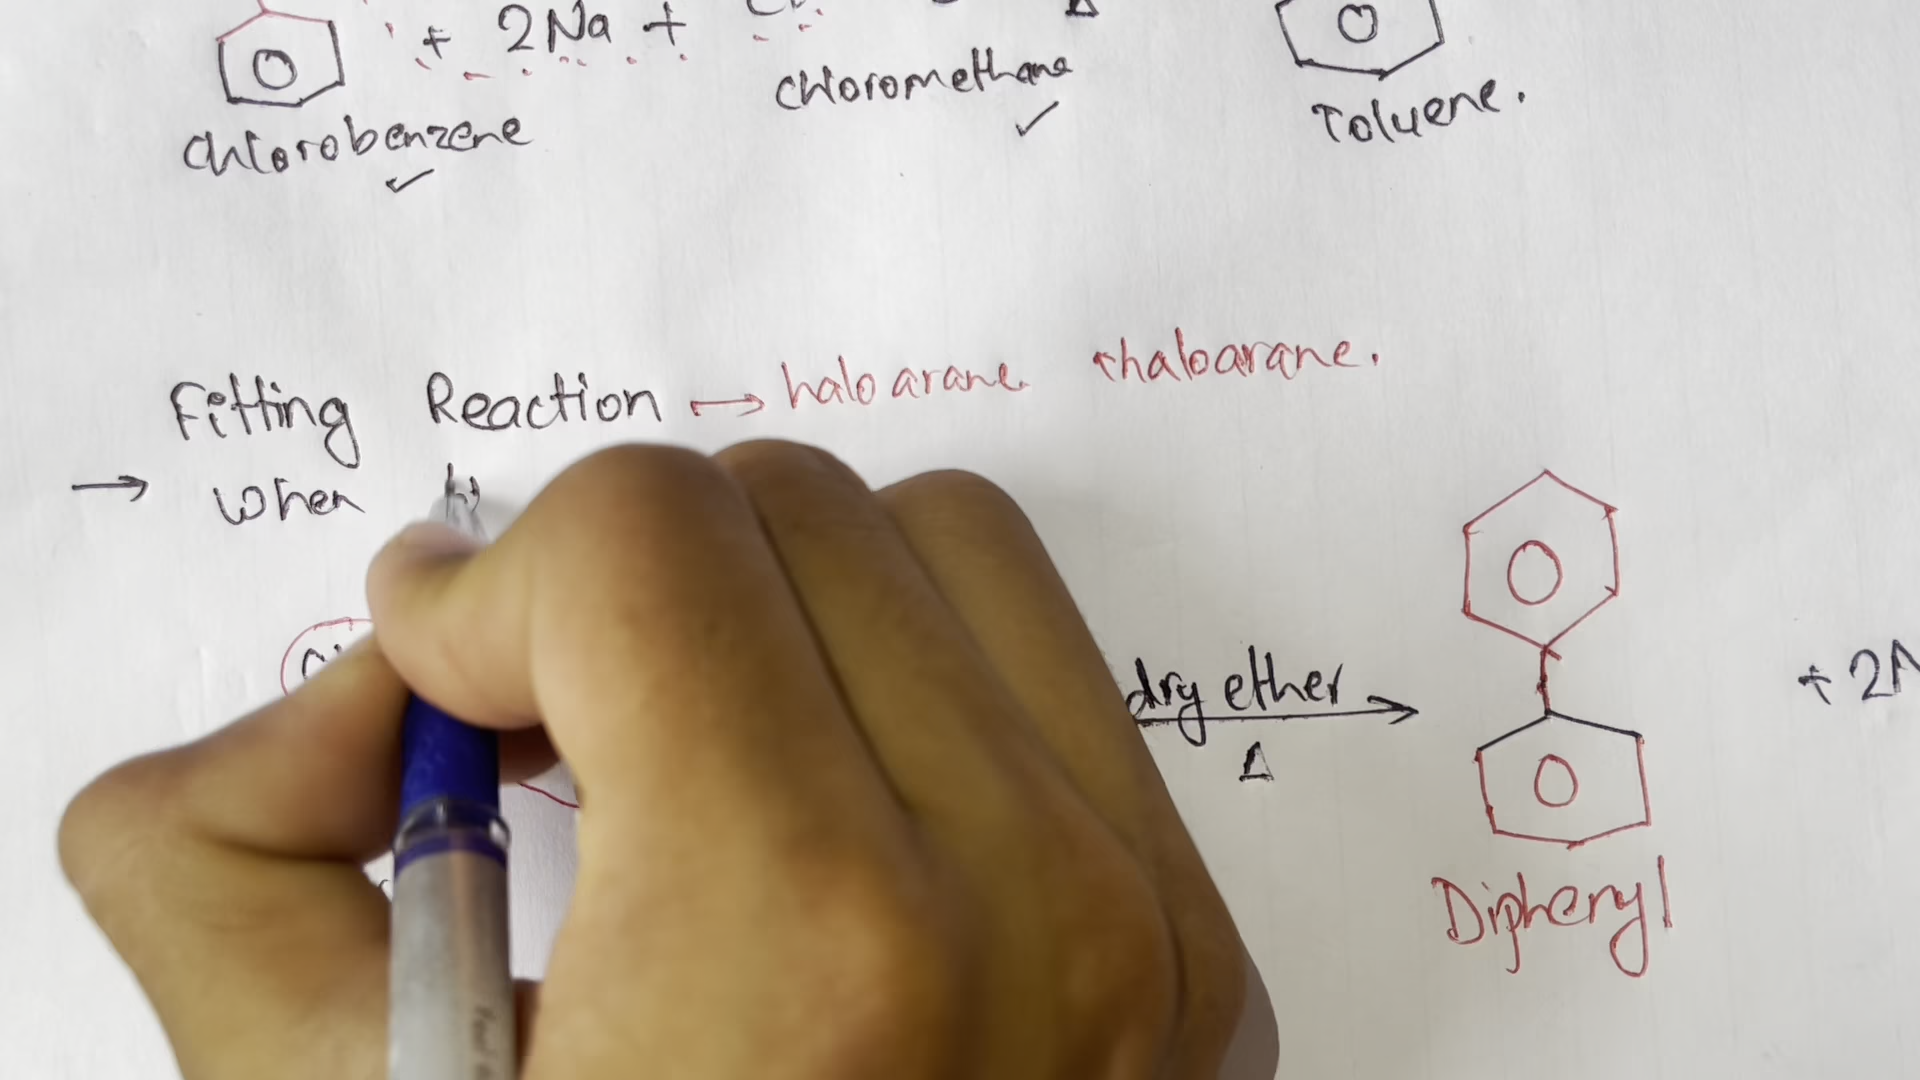 + 2Na +
chloromethane
Toluene.
chlorobenzene
Fitting Reaction → haloarane +haloarane.
→ When
dry ether
Δ
+ 2N
Diphenyl